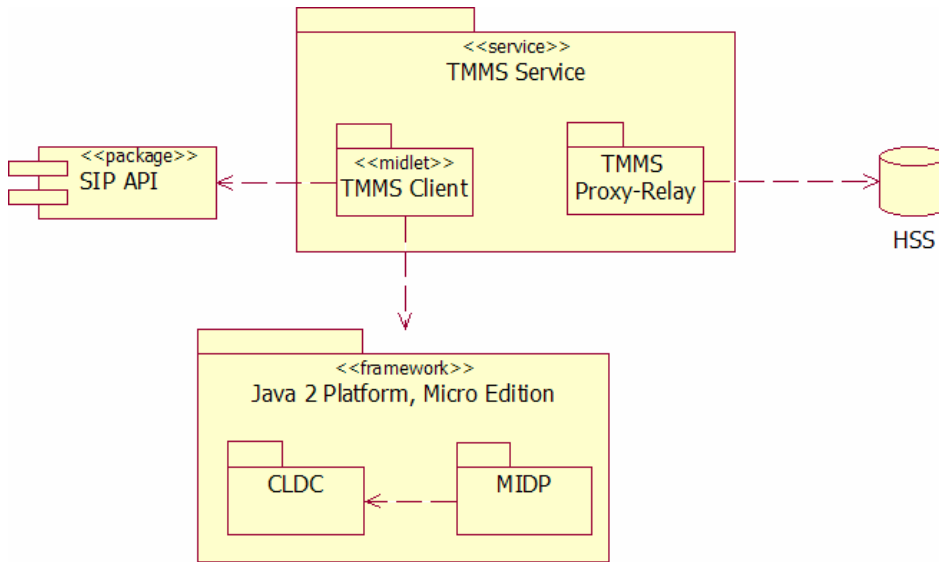 <<service>>
TMMS Service
<<package>>
SIP API
<<midlet>>
TMMS Client
TMMS
Proxy-Relay
HSS
<<framework>>
Java 2 Platform, Micro Edition
CLDC
MIDP